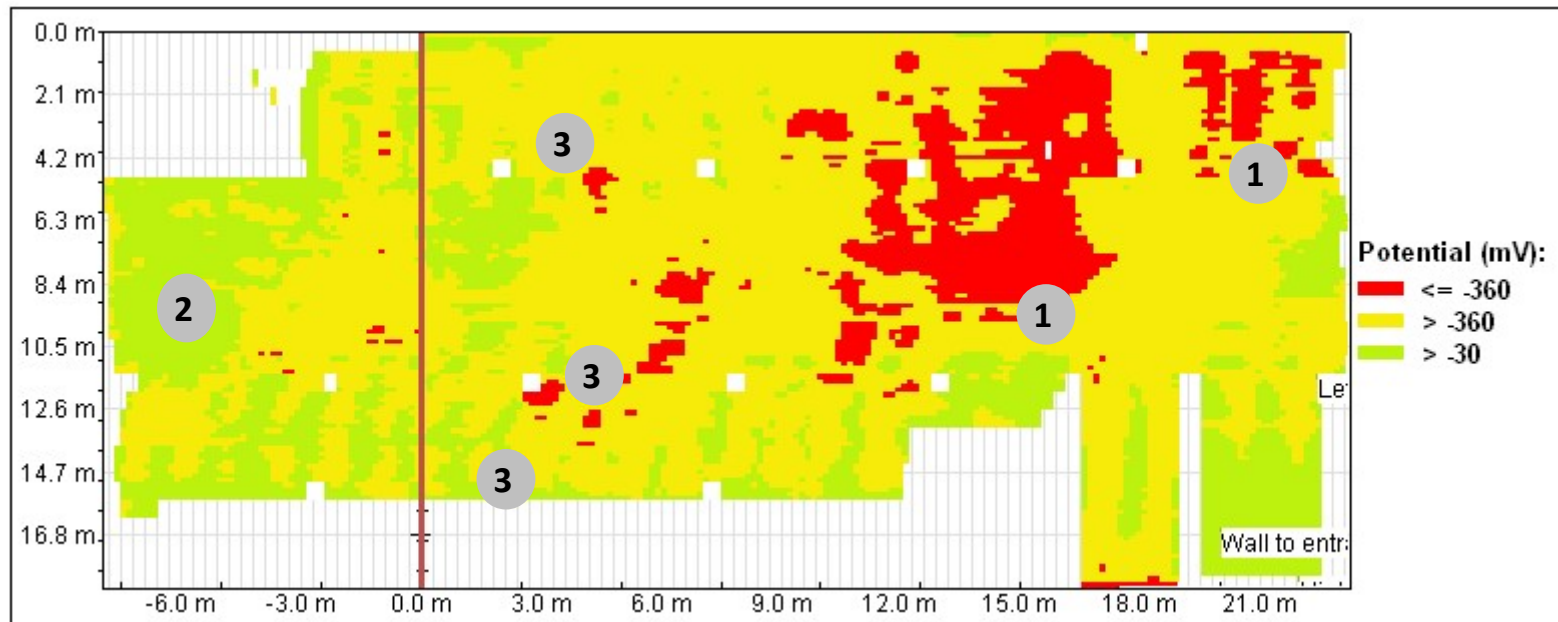 0.0 m
2.1 m
4.2 m
6.3 m
8.4 m
10.5 m
12.6 m
14.7 m
16.8 m
3
1
2
1
3
3
Potential (mV):
<= -360
> -360
> -30
Le
Wall to entr
-6.0 m -3.0 m 0.0 m 3.0 m 6.0 m 9.0 m 12.0 m 15.0 m 18.0 m 21.0 m